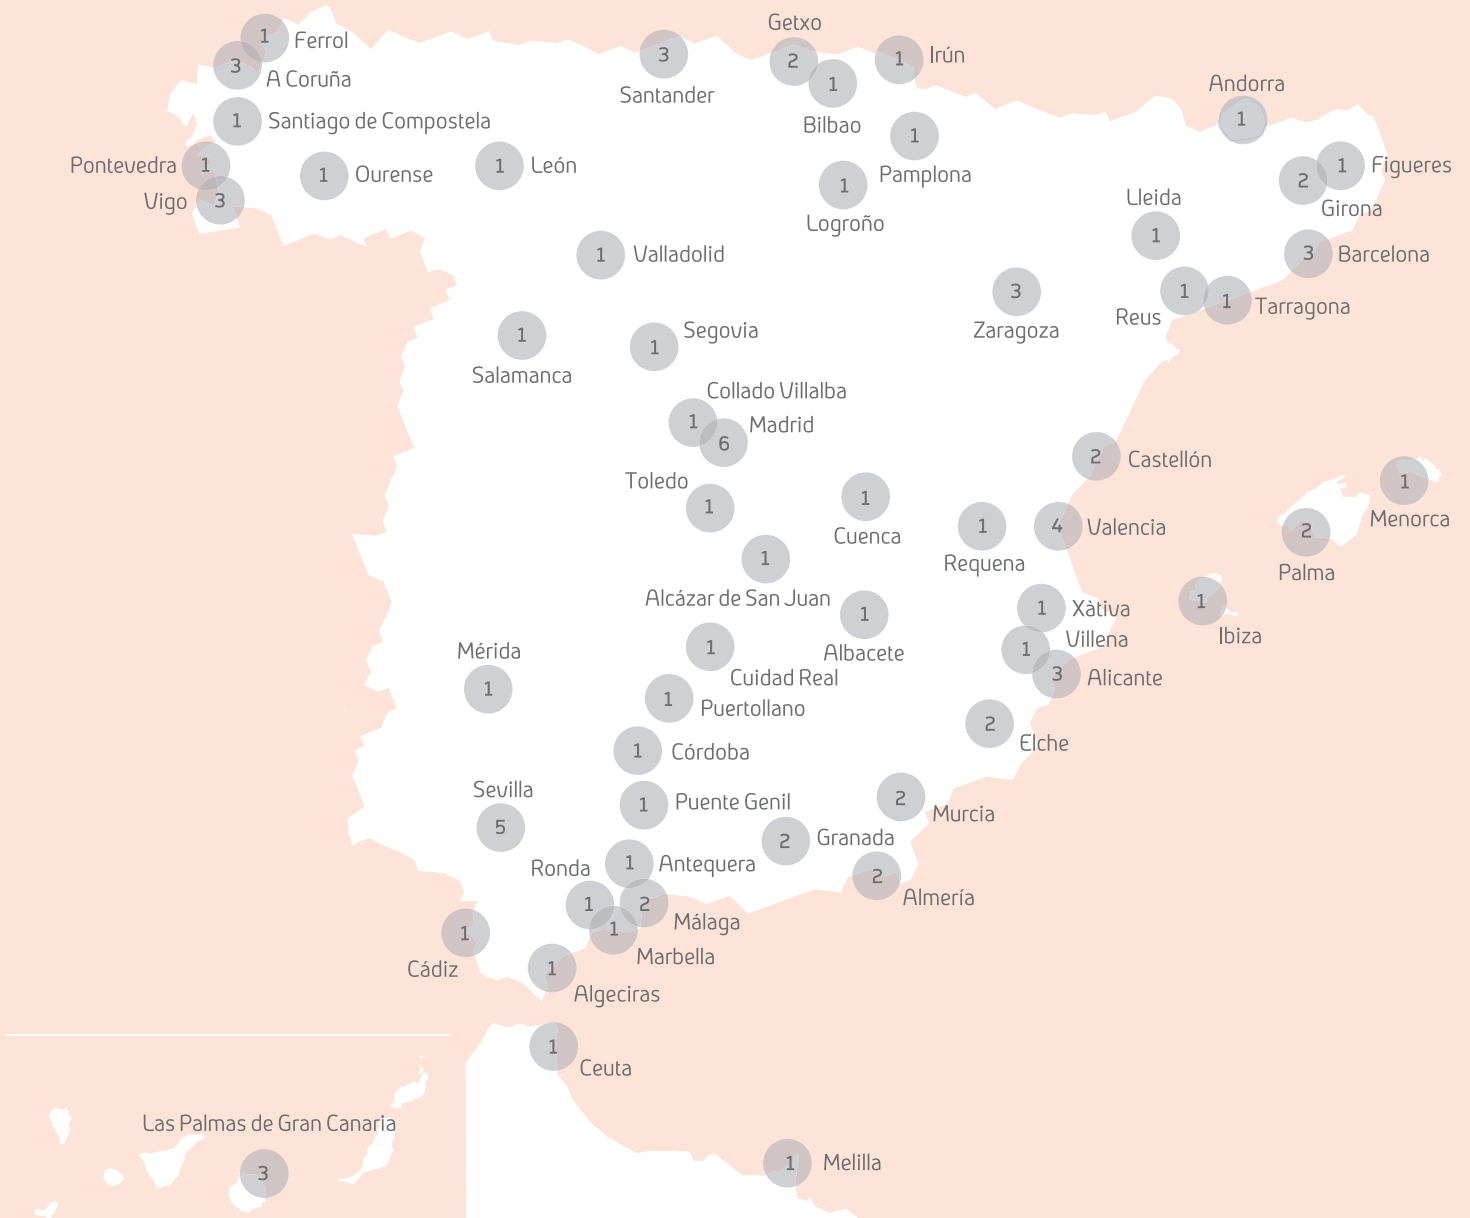 Getxo
1
Ferrol
3
A Coruña
3
Santander
2
1
Bilbao
1
Irún
Andorra
1
1
Santiago de Compostela
1
Pamplona
Pontevedra
1
1
Ourense
1
León
1
Logroño
1
Figueres
2
Girona
Vigo
3
Lleida
1
1
Valladolid
3
Barcelona
3
Zaragoza
1
Reus
1
Tarragona
1
Salamanca
1
Segovia
Collado Villalba
1
Madrid
6
2
Castellón
Toledo
1
1
Cuenca
1
Requena
4
Valencia
1
Menorca
2
Palma
1
Alcázar de San Juan
1
Albacete
1
Xàtiva
1
Villena
1
Ibiza
Mérida
1
1
Cuidad Real
3
Alicante
1
Puertollano
2
Elche
1
Córdoba
Sevilla
5
1
Puente Genil
2
Murcia
2
Granada
Ronda
1
1
Antequera
2
Almería
2
Málaga
1
Marbella
1
Cádiz
1
Algeciras
1
Ceuta
Las Palmas de Gran Canaria
3
1
Melilla